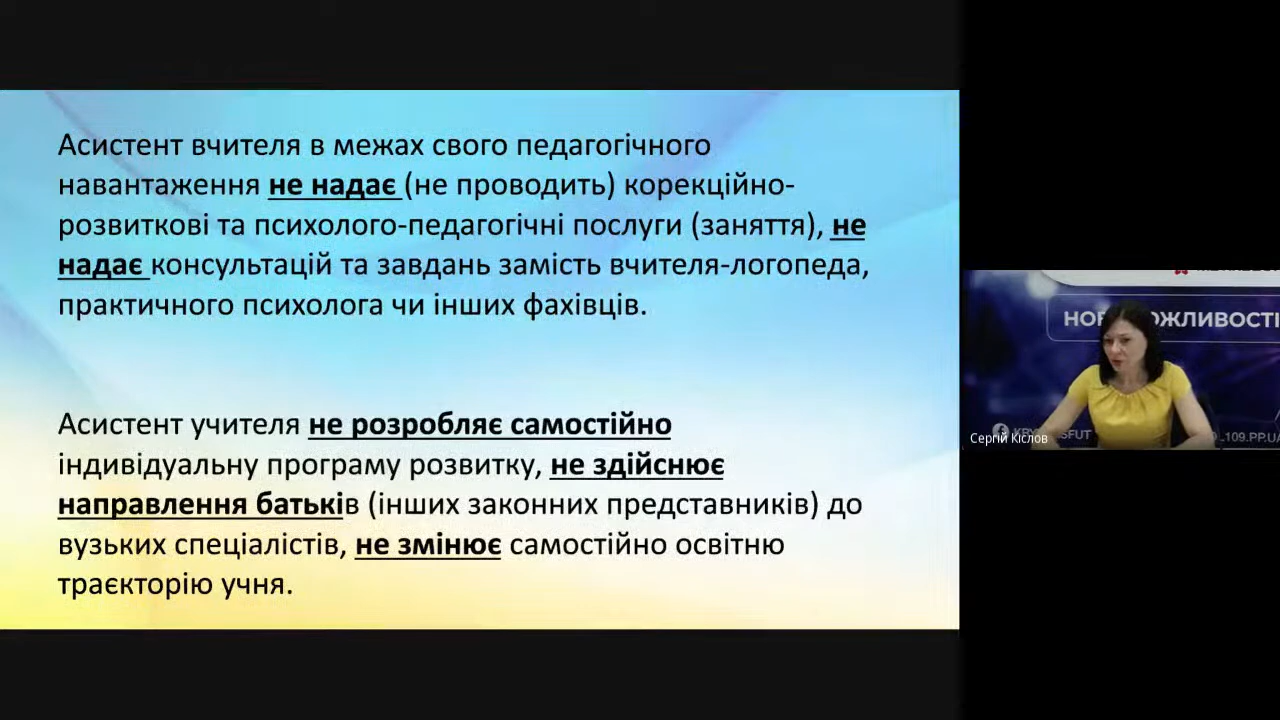 Асистент вчителя в межах свого педагогічного
навантаження не надає (не проводить) корекційно-
розвиткові та психолого-педагогічні послуги (заняття), не
надає консультацій та завдань замість вчителя-логопеда,
практичного психолога чи інших фахівців.
Асистент учителя не розробляє самостійно
індивідуальну програму розвитку, не здійснює
направлення батьків (інших законних представників) до
вузьких спеціалістів, не змінює самостійно освітню
траєкторію учня.
Сергій Кіслов